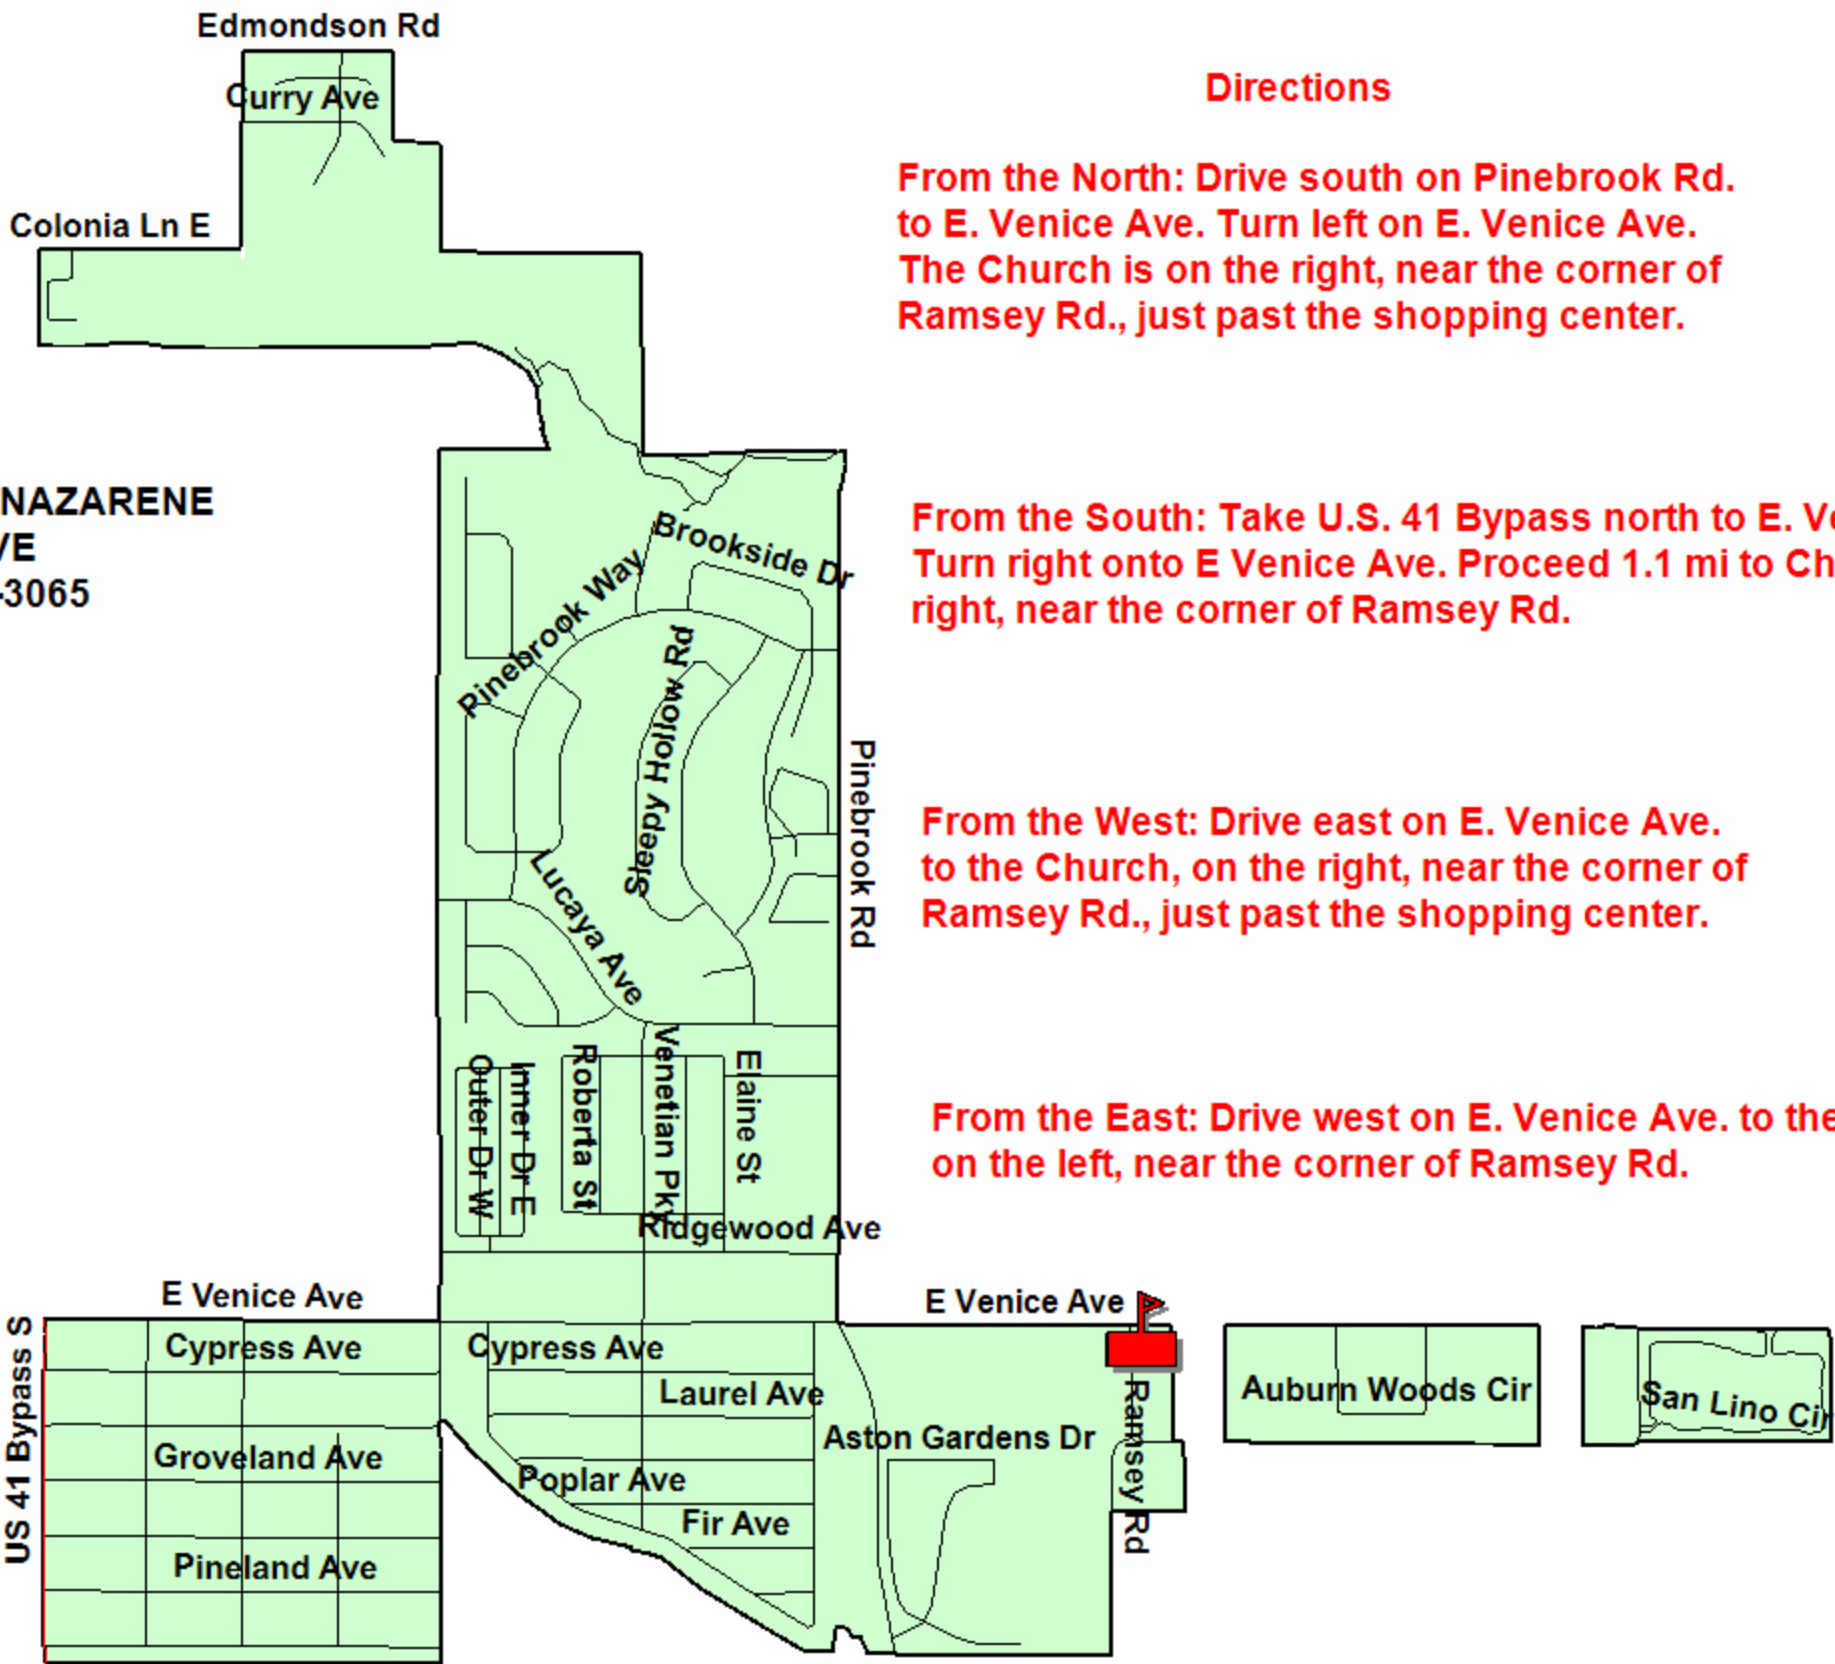 Edmondson Rd
Curry Ave
Colonia Ln E
Directions
From the North: Drive south on Pinebrook Rd.
to E. Venice Ave. Turn left on E. Venice Ave.
The Church is on the right, near the corner of
Ramsey Rd., just past the shopping center.
NAZARENE
-3065
From the South: Take U.S. 41 Bypass north to E.
Turn right onto E Venice Ave. Proceed 1.1 mi to
right, near the corner of Ramsey Rd.
Brookside Dr
Pinebrook Way
Sleepy Hollow Rd
Pinebrook Rd
Lucaya Ave
From the West: Drive east on E. Venice Ave.
to the Church, on the right, near the corner of
Ramsey Rd., just past the shopping center.
Outer Dr W
Inner Dr E
Roberta St
Venetian Pky
Elaine St
Ridgewood Ave
From the East: Drive west on E. Venice Ave. to the
on the left, near the corner of Ramsey Rd.
E Venice Ave
E Venice Ave
US 41 Bypass S
Cypress Ave
Cypress Ave
Laurel Ave
Groveland Ave
Poplar Ave
Fir Ave
Pineland Ave
Aston Gardens Dr
Ramsey Rd
Auburn Woods Cir
San Lino Cir